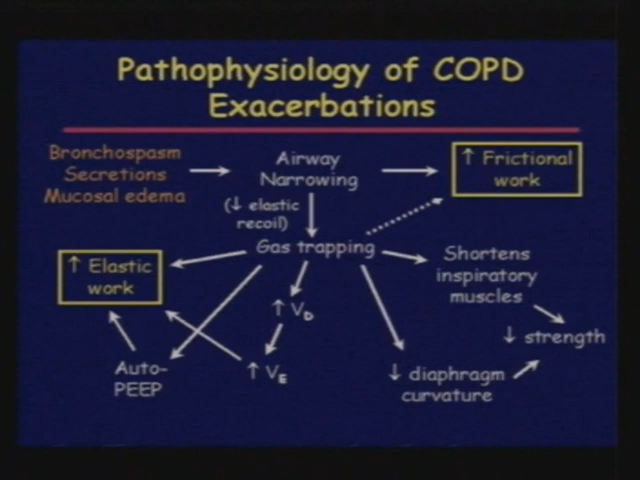 Pathophysiology of COPD
Exacerbations
Bronchospasm
Secretions
Mucosal edema
Airway
Narrowing
↑ Frictional
work
(↓ elastic
recoil)
Gas trapping
↑ Elastic
work
Shortens
inspiratory
muscles
↑ VD
↓ strength
Auto-
PEEP
↑ VE
↓ diaphragm
curvature